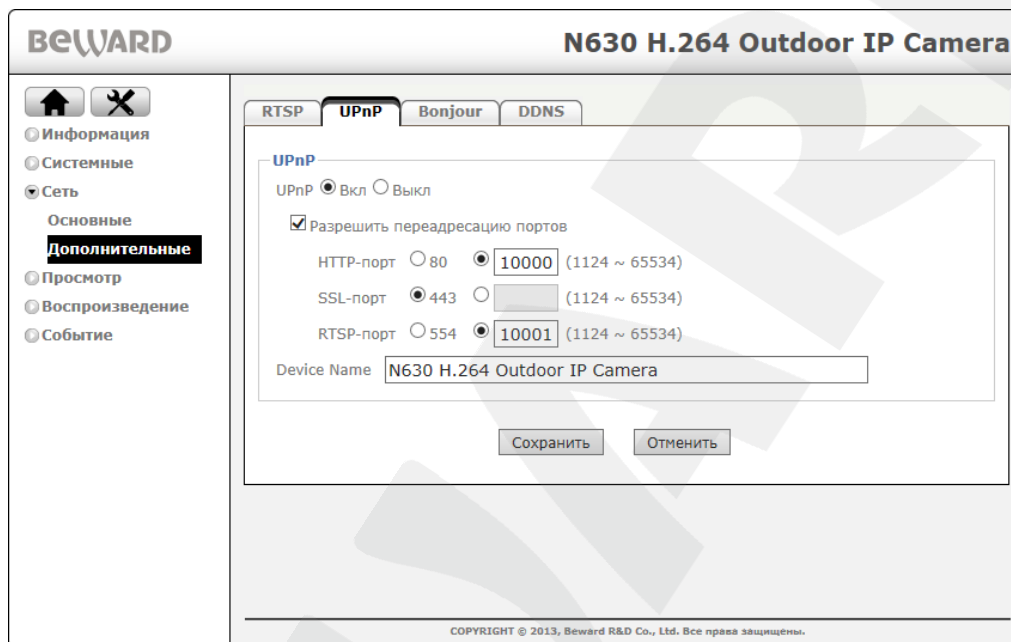 BEWARD
N630 H.264 Outdoor IP Camera
Информация
Системные
Сеть
Основные
Дополнительные
Просмотр
Воспроизведение
Событие
RTSP UPnP Bonjour DDNS
UPnP
UPnP Вкл Выкл
Разрешить переадресацию портов
HTTP-порт 80 10000 (1124 ~ 65534)
SSL-порт 443 (1124 ~ 65534)
RTSP-порт 554 10001 (1124 ~ 65534)
Device Name N630 H.264 Outdoor IP Camera
Сохранить Отменить
COPYRIGHT © 2013, Beward R&D Co., Ltd. Все права защищены.